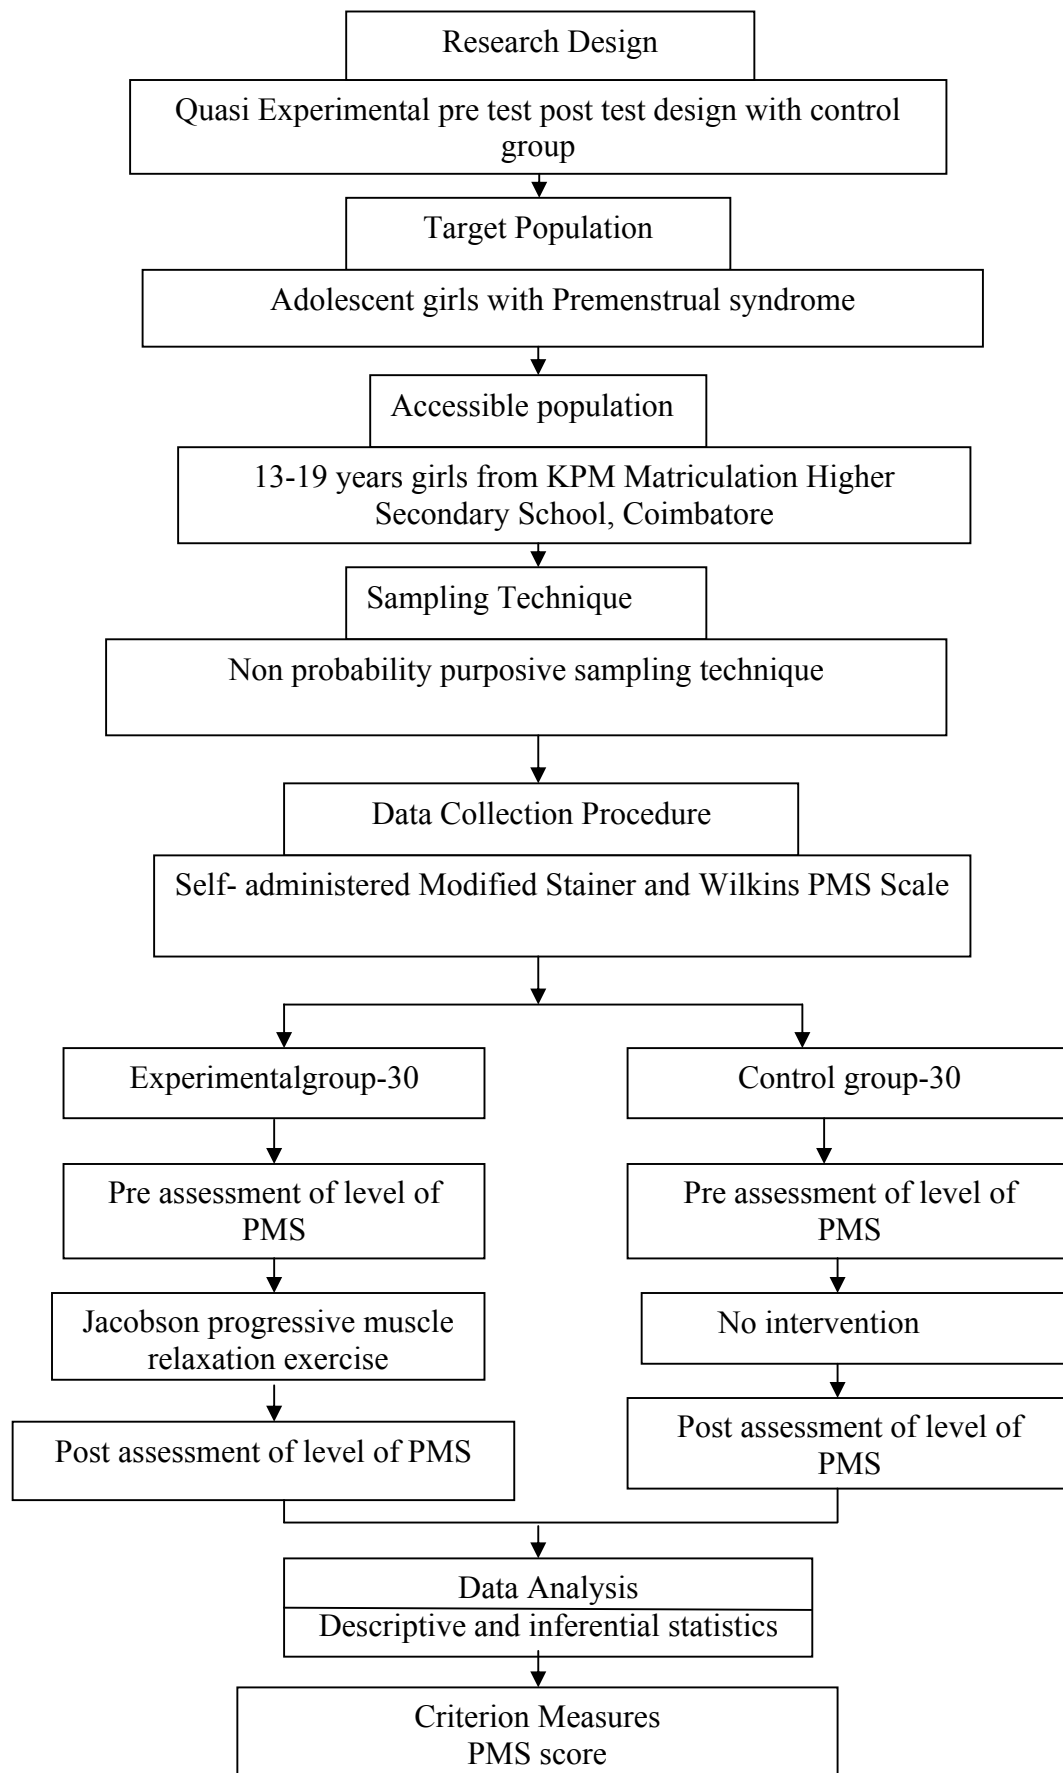 Research Design
Quasi Experimental pre test post test design with control
group
Target Population
Adolescent girls with Premenstrual syndrome
Accessible population
13-19 years girls from KPM Matriculation Higher
Secondary School, Coimbatore
Sampling Technique
Non probability purposive sampling technique
Data Collection Procedure
Self- administered Modified Stainer and Wilkins PMS Scale
Experimentalgroup-30
Control group-30
Pre assessment of level of
PMS
Pre assessment of level of
PMS
Jacobson progressive muscle
relaxation exercise
No intervention
Post assessment of level of PMS
Post assessment of level of
PMS
Data Analysis
Descriptive and inferential statistics
Criterion Measures
PMS score